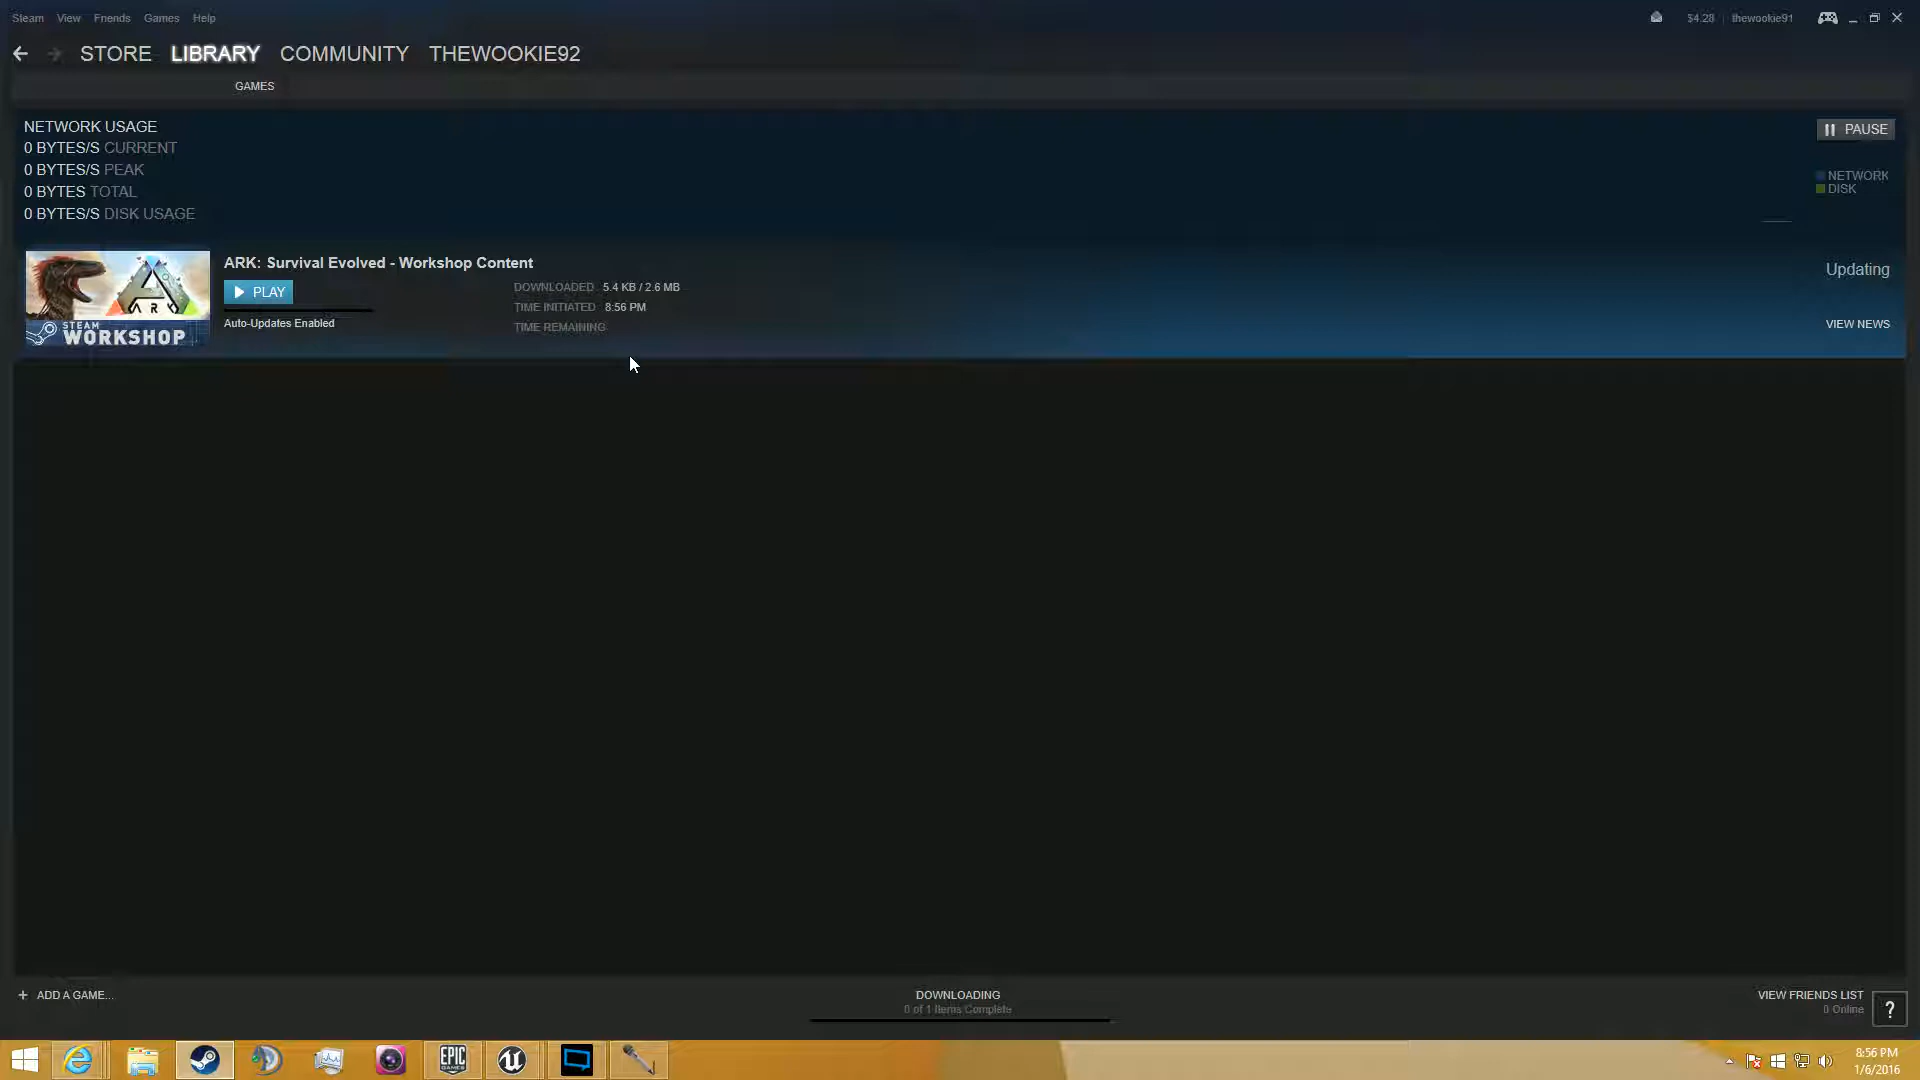 Steam View Friends Games Help
$4.28 thewookie91
STORE LIBRARY COMMUNITY THEWOOKIE92
GAMES
NETWORK USAGE
0 BYTES/S CURRENT
0 BYTES/S PEAK
0 BYTES TOTAL
0 BYTES/S DISK USAGE
PAUSE
NETWORK
DISK
ARK
STEAM
WORKSHOP
ARK: Survival Evolved - Workshop Content
PLAY
Auto-Updates Enabled
DOWNLOADED 5.4 KB / 2.6 MB
TIME INITIATED 8:56 PM
TIME REMAINING
Updating
VIEW NEWS
+ ADD A GAME...
DOWNLOADING
0 of 1 Items Complete
VIEW FRIENDS LIST
0 Online
?
EPIC
GAMES
8:56 PM
1/6/2016